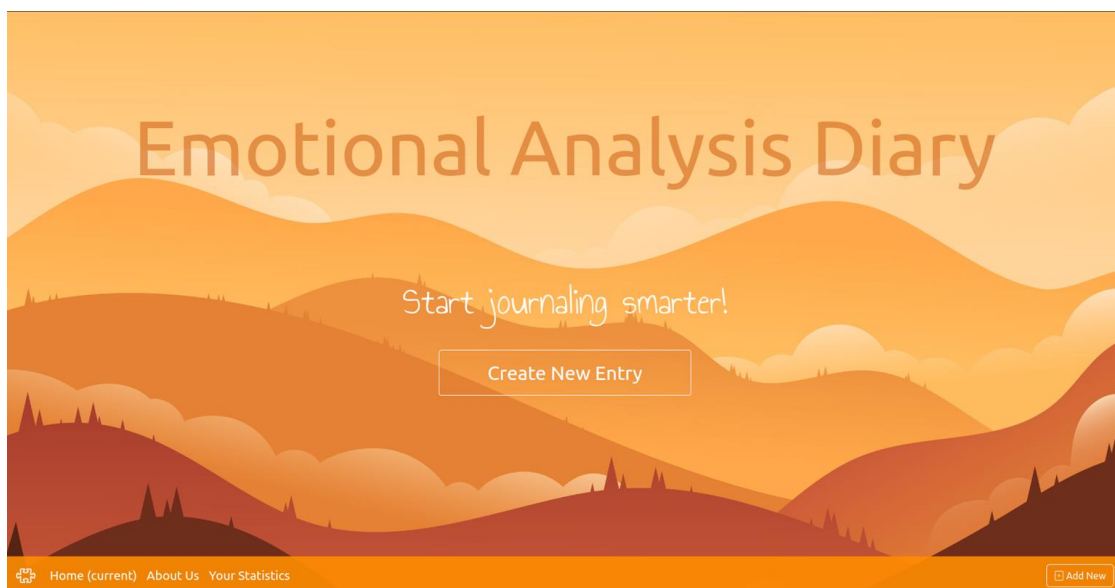 Emotional Analysis Diary
Start journaling smarter!
Create New Entry
Home (current) About Us Your Statistics
Add New